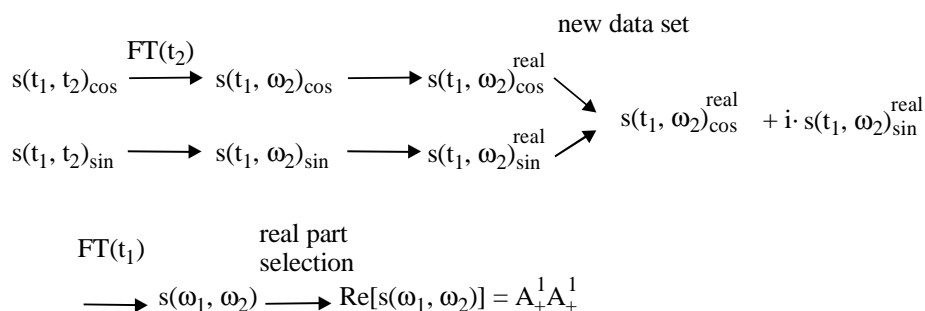 new data set
FT(t₂)
s(t₁, t₂)cos → s(t₁, ω₂)cos → s(t₁, ω₂)cos^real
s(t₁, ω₂)cos^real + i· s(t₁, ω₂)sin^real
s(t₁, t₂)sin → s(t₁, ω₂)sin → s(t₁, ω₂)sin^real
FT(t₁)
real part
selection
→ s(ω₁, ω₂) → Re[s(ω₁, ω₂)] = A₊¹A₊¹